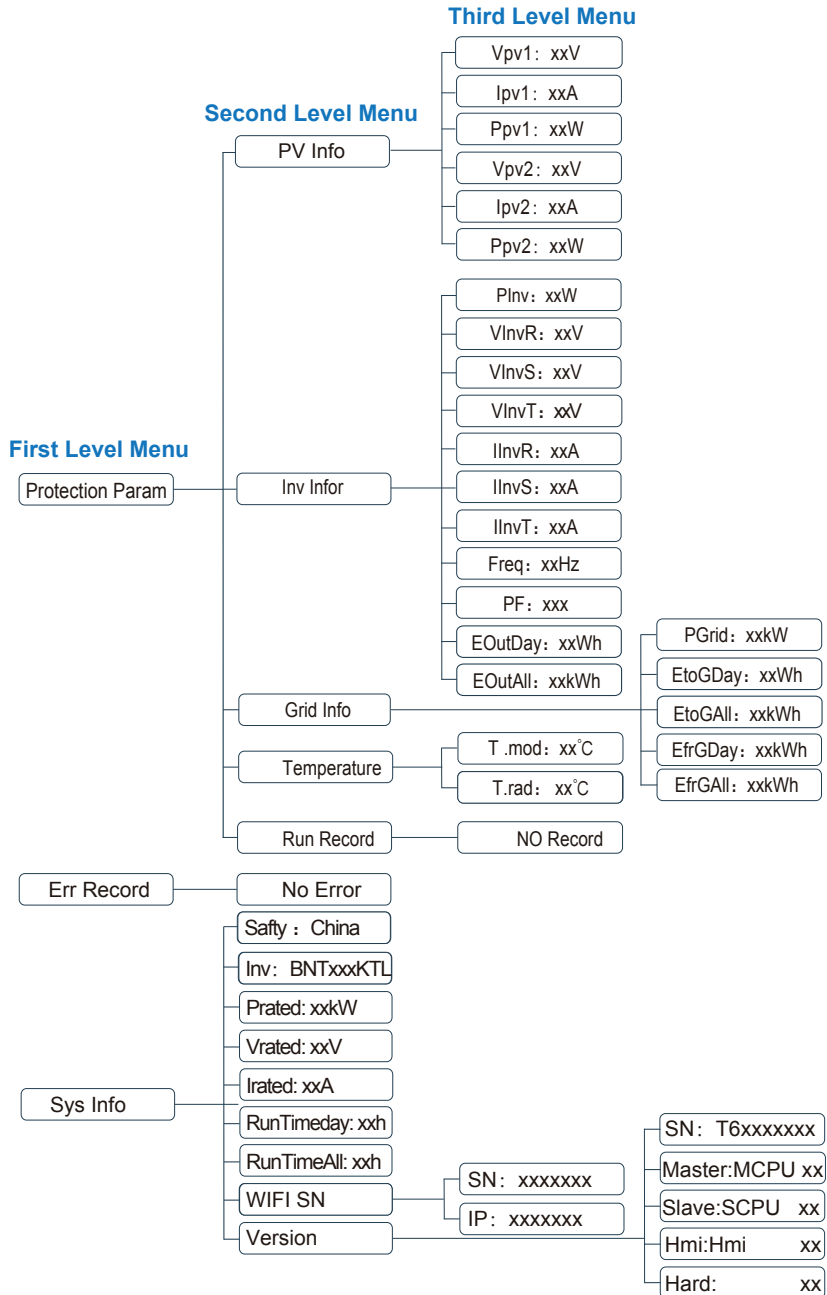 Third Level Menu
Vpv1：xxV
Ipv1：xxA
Second Level Menu
Ppv1：xxW
PV Info
Vpv2：xxV
Ipv2：xxA
Ppv2：xxW
PInv：xxW
VInvR：xxV
VInvS：xxV
VInvT：xxV
First Level Menu
IInvR：xxA
Protection Param
Inv Infor
IInvS：xxA
IInvT：xxA
Freq：xxHz
PF：xxx
EOutDay：xxWh
EOutAll：xxkWh
Grid Info
PGrid：xxkW
EtoGDay：xxWh
EtoGAll：xxkWh
EfrGDay：xxkWh
EfrGAll：xxkWh
Temperature
T .mod：xx℃
T.rad：xx℃
Run Record
NO Record
Err Record
No Error
Safty：China
Inv：BNTxxxKTL
Prated: xxkW
Vrated: xxV
Irated: xxA
Sys Info
RunTimeday: xxh
RunTimeAll: xxh
WIFI SN
Version
SN：xxxxxxx
IP：xxxxxxx
SN：T6xxxxxxx
Master:MCPU xx
Slave:SCPU xx
Hmi:Hmi xx
Hard: xx